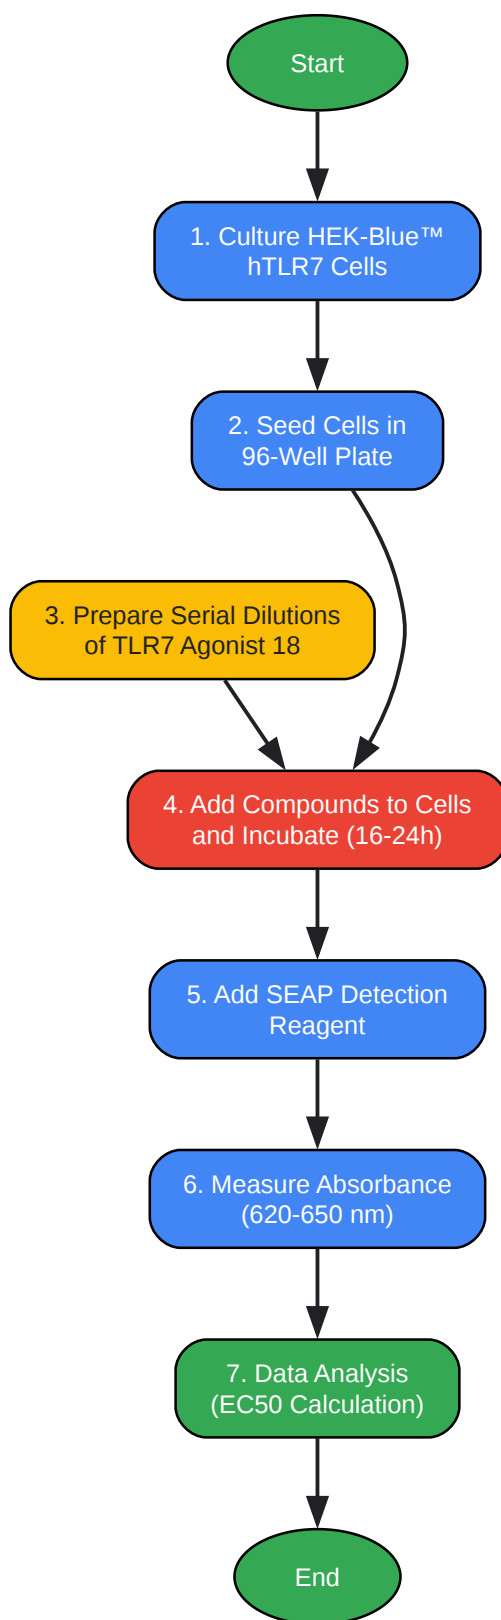 Start
1. Culture HEK-Blue™
hTLR7 Cells
2. Seed Cells in
96-Well Plate
3. Prepare Serial Dilutions
of TLR7 Agonist 18
4. Add Compounds to Cells
and Incubate (16-24h)
5. Add SEAP Detection
Reagent
6. Measure Absorbance
(620-650 nm)
7. Data Analysis
(EC50 Calculation)
End